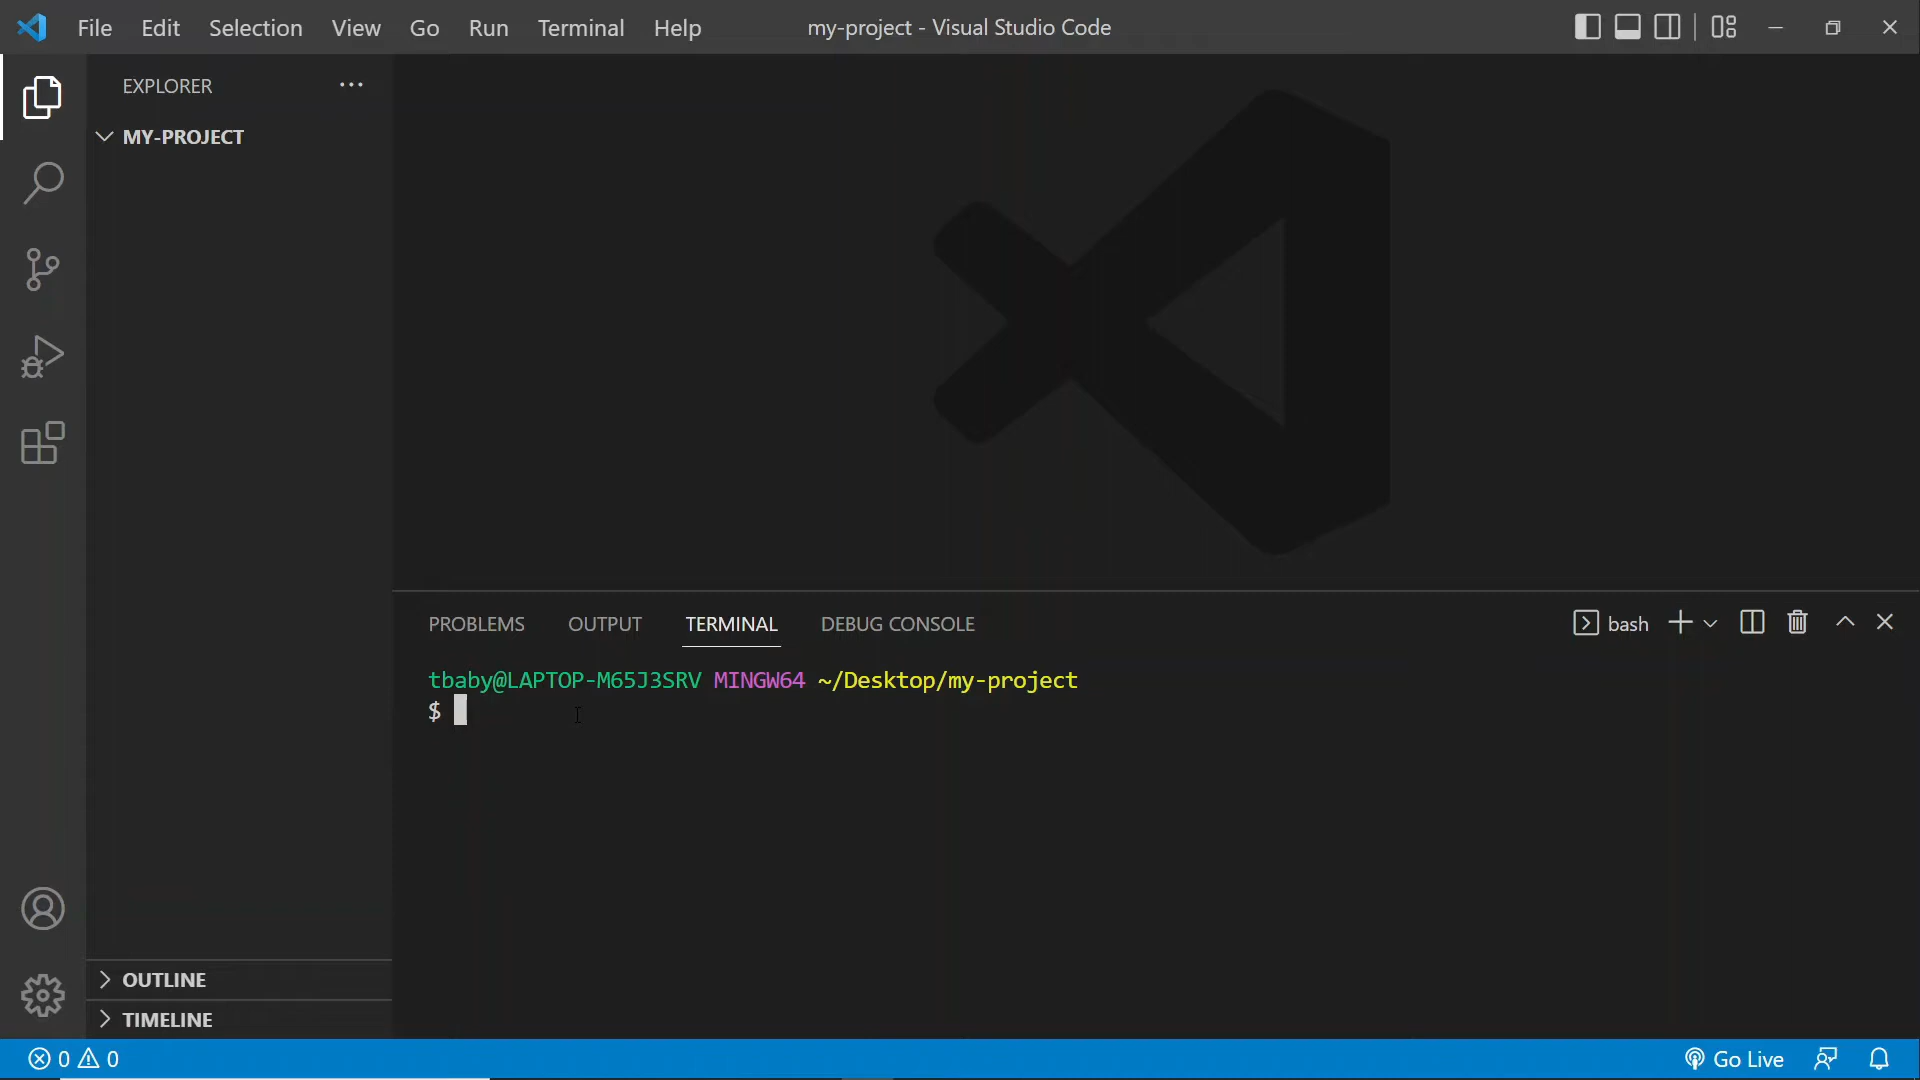 File Edit Selection View Go Run Terminal Help my-project - Visual Studio Code
EXPLORER ...
MY-PROJECT
PROBLEMS OUTPUT TERMINAL DEBUG CONSOLE bash
tbaby@LAPTOP-M65J3SRV MINGW64 ~/Desktop/my-project
$
OUTLINE
TIMELINE
0 0 Go Live